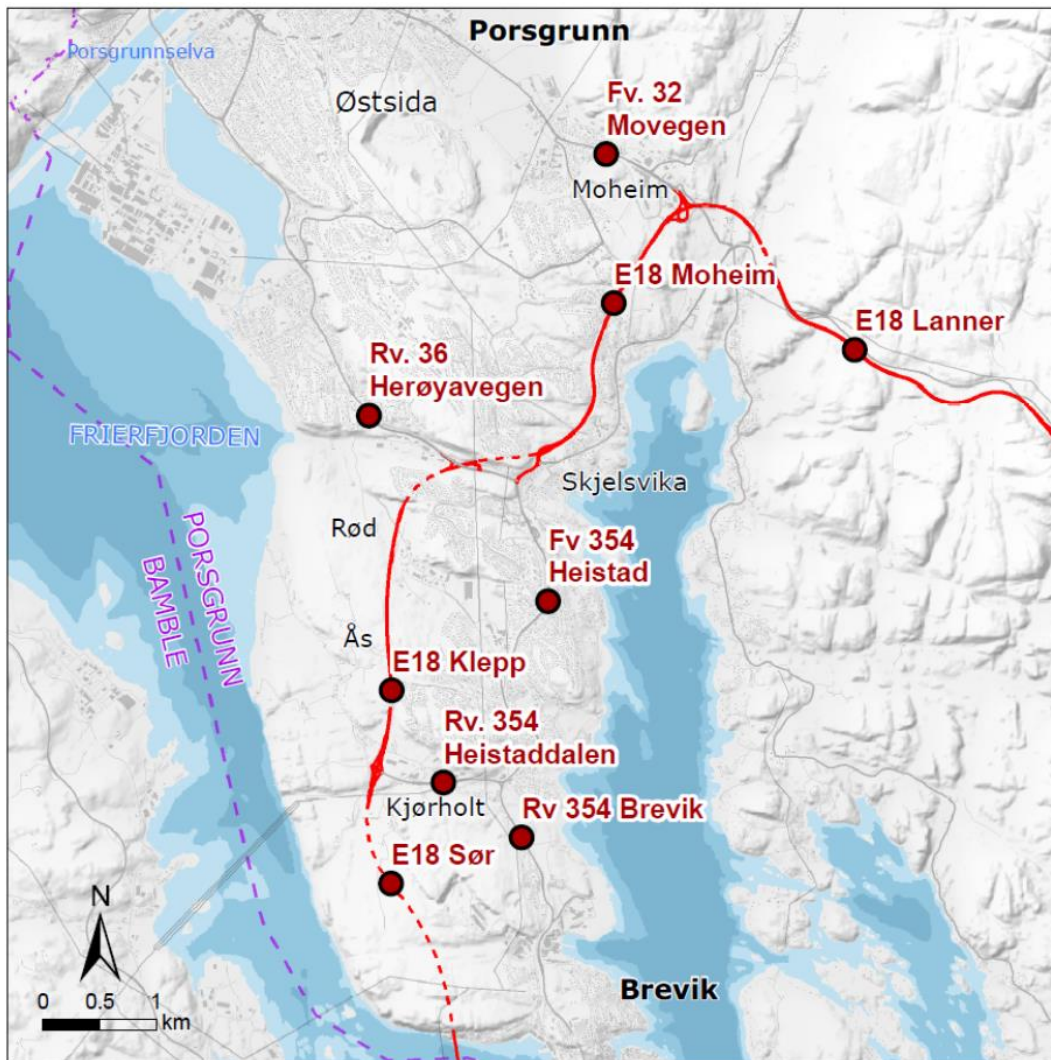 Porsgrunn
Porsgrunnselva
Østsida
Fv. 32
Movegen
Moheim
E18 Moheim
E18 Lanner
Rv. 36
Herøyavegen
FRIERFJORDEN
Skjelsvika
Rød
PORSGRUNN
BAMBLE
Fv 354
Heistad
Ås
E18 Klepp
Rv. 354
Heistaddalen
Kjørholt
Rv 354 Brevik
E18 Sør
N
Brevik
0 0.5 1
km